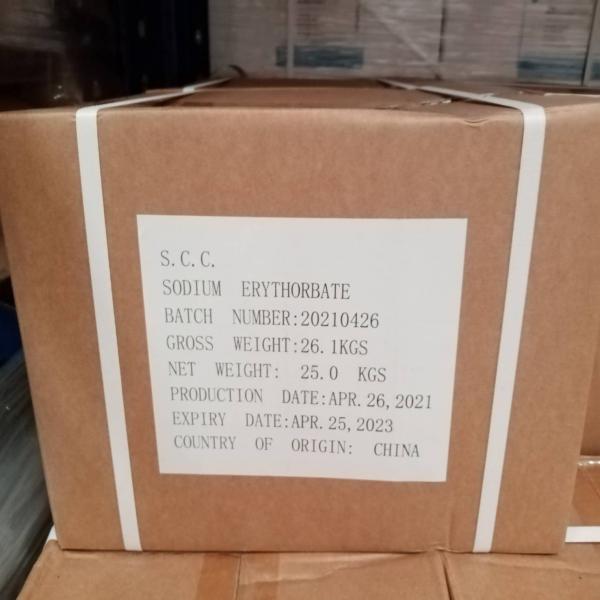 S.C.C.
SODIUM ERYTHORBATE
BATCH NUMBER:20210426
GROSS WEIGHT:26.1KGS
NET WEIGHT: 25.0 KGS
PRODUCTION DATE:APR.26,2021
EXPIRY DATE:APR.25,2023
COUNTRY OF ORIGIN: CHINA